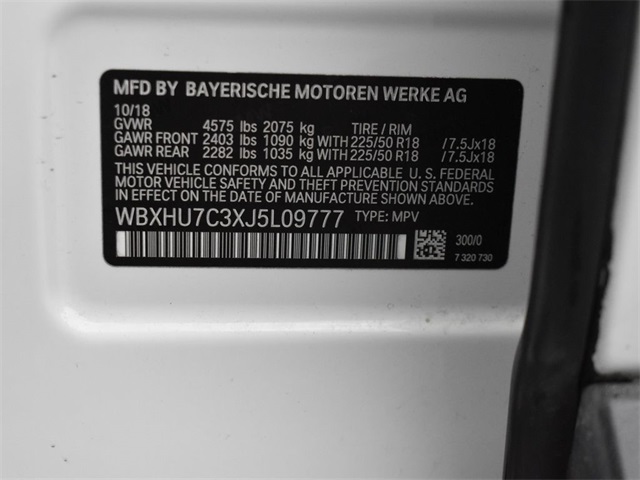 MFD BY BAYERISCHE MOTOREN WERKE AG
10/18
GVWR 4575 lbs 2075 kg TIRE / RIM
GAWR FRONT 2403 lbs 1090 kg WITH 225/50 R18 /7.5Jx18
GAWR REAR 2282 lbs 1035 kg WITH 225/50 R18 /7.5Jx18
THIS VEHICLE CONFORMS TO ALL APPLICABLE U. S. FEDERAL
MOTOR VEHICLE SAFETY, BUMPER, AND THEFT PREVENTION STANDARDS
IN EFFECT ON THE DATE OF MANUFACTURE SHOWN ABOVE.
WBXHU7C3XJ5L09777 TYPE: MPV
300/0
7 320 730